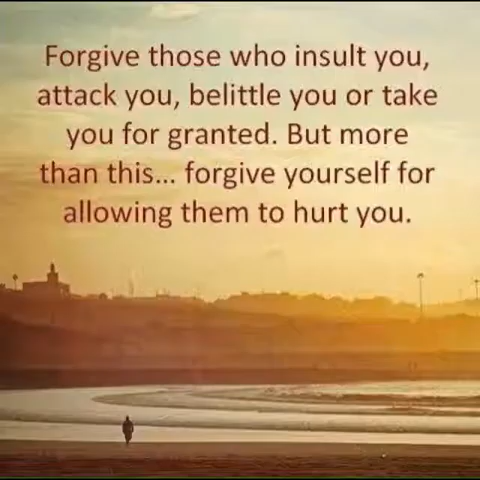 Forgive those who insult you,
attack you, belittle you or take
you for granted. But more
than this... forgive yourself for
allowing them to hurt you.